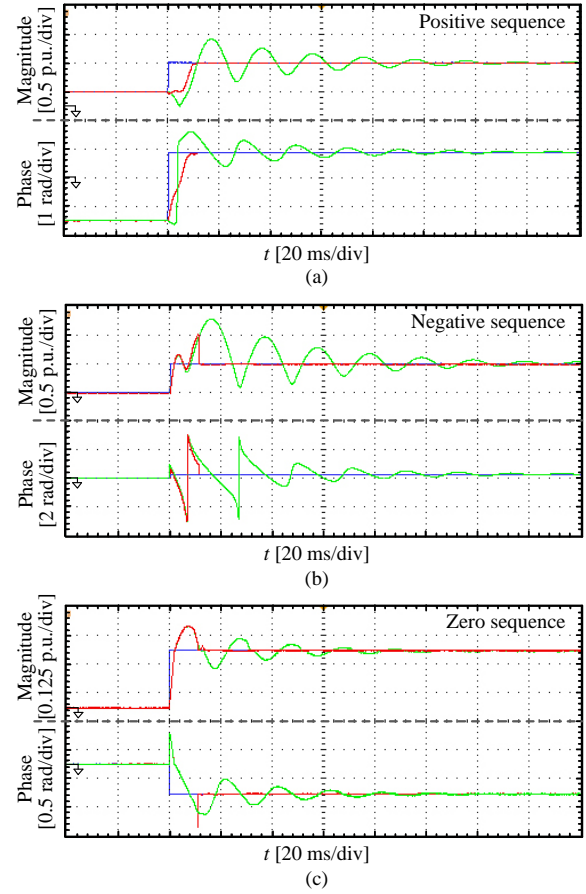 Positive sequence
Magnitude
[0.5 p.u./div]
Phase
[1 rad/div]
t [20 ms/div]
(a)
Negative sequence
Magnitude
[0.5 p.u./div]
Phase
[2 rad/div]
t [20 ms/div]
(b)
Zero sequence
Magnitude
[0.125 p.u./div]
Phase
[0.5 rad/div]
t [20 ms/div]
(c)